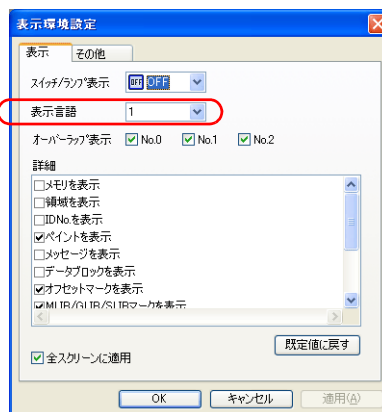 表示環境設定
表示 その他
スイッチ/ランプ表示 OFF OFF
表示言語 1
オーバーラップ表示 No.0 No.1 No.2
詳細
メモリを表示
領域を表示
IDNo.を表示
ペイントを表示
メッセージを表示
データブロックを表示
オフセットマークを表示
MLIB/GLIB/SLIBマークを表示
既定値に戻す
全スクリーンに適用
OK キャンセル 適用(A)